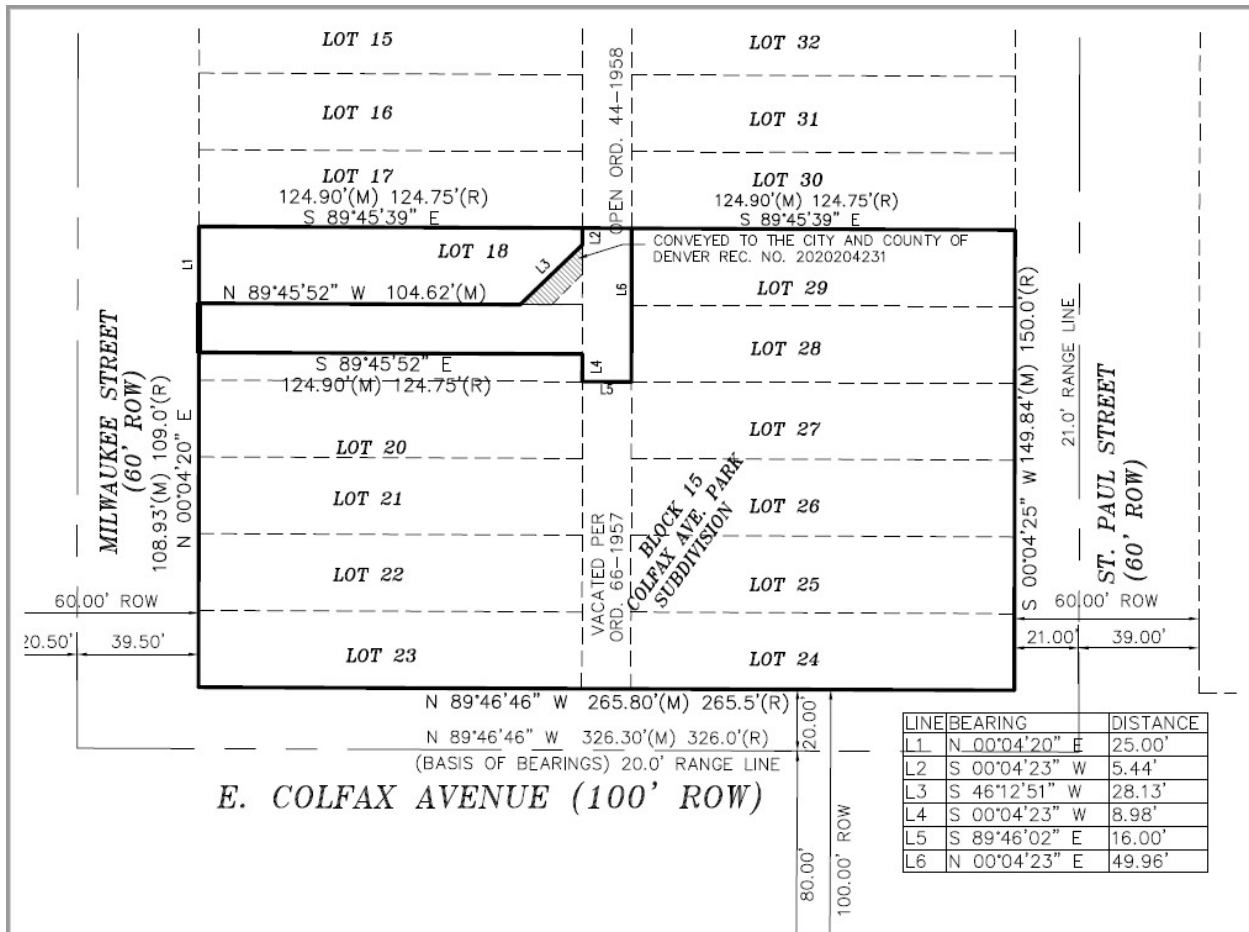 LOT 15
LOT 32
LOT 16
LOT 31
OPEN ORD. 44-1958
LOT 17
124.90'(M) 124.75'(R)
S 89°45'39" E
LOT 30
124.90'(M) 124.75'(R)
S 89°45'39" E
L1
LOT 18
L2
L3
CONVEYED TO THE CITY AND COUNTY OF
DENVER REC. NO. 2020204231
L6
LOT 29
N 89°45'52" W 104.62'(M)
LOT 28
S 89°45'52" E
124.90'(M) 124.75'(R)
L4
L5
MILWAUKEE STREET
(60' ROW)
108.93'(M) 109.0'(R)
N 00°04'20" E
S 00°04'25" W 149.84'(M) 150.0'(R)
21.0' RANGE LINE
ST. PAUL STREET
(60' ROW)
LOT 20
LOT 27
LOT 21
LOT 26
BLOCK 15
COLFAX AVE. PARK
SUBDIVISION
VACATED PER
ORD. 66-1957
LOT 22
LOT 25
60.00' ROW
60.00' ROW
20.50'
39.50'
21.00'
39.00'
LOT 23
LOT 24
N 89°46'46" W 265.80'(M) 265.5'(R)
20.00'
N 89°46'46" W 326.30'(M) 326.0'(R)
(BASIS OF BEARINGS) 20.0' RANGE LINE
E. COLFAX AVENUE (100' ROW)
80.00'
100.00' ROW
LINE BEARING DISTANCE
L1 N 00°04'20" E 25.00'
L2 S 00°04'23" W 5.44'
L3 S 46°12'51" W 28.13'
L4 S 00°04'23" W 8.98'
L5 S 89°46'02" E 16.00'
L6 N 00°04'23" E 49.96'